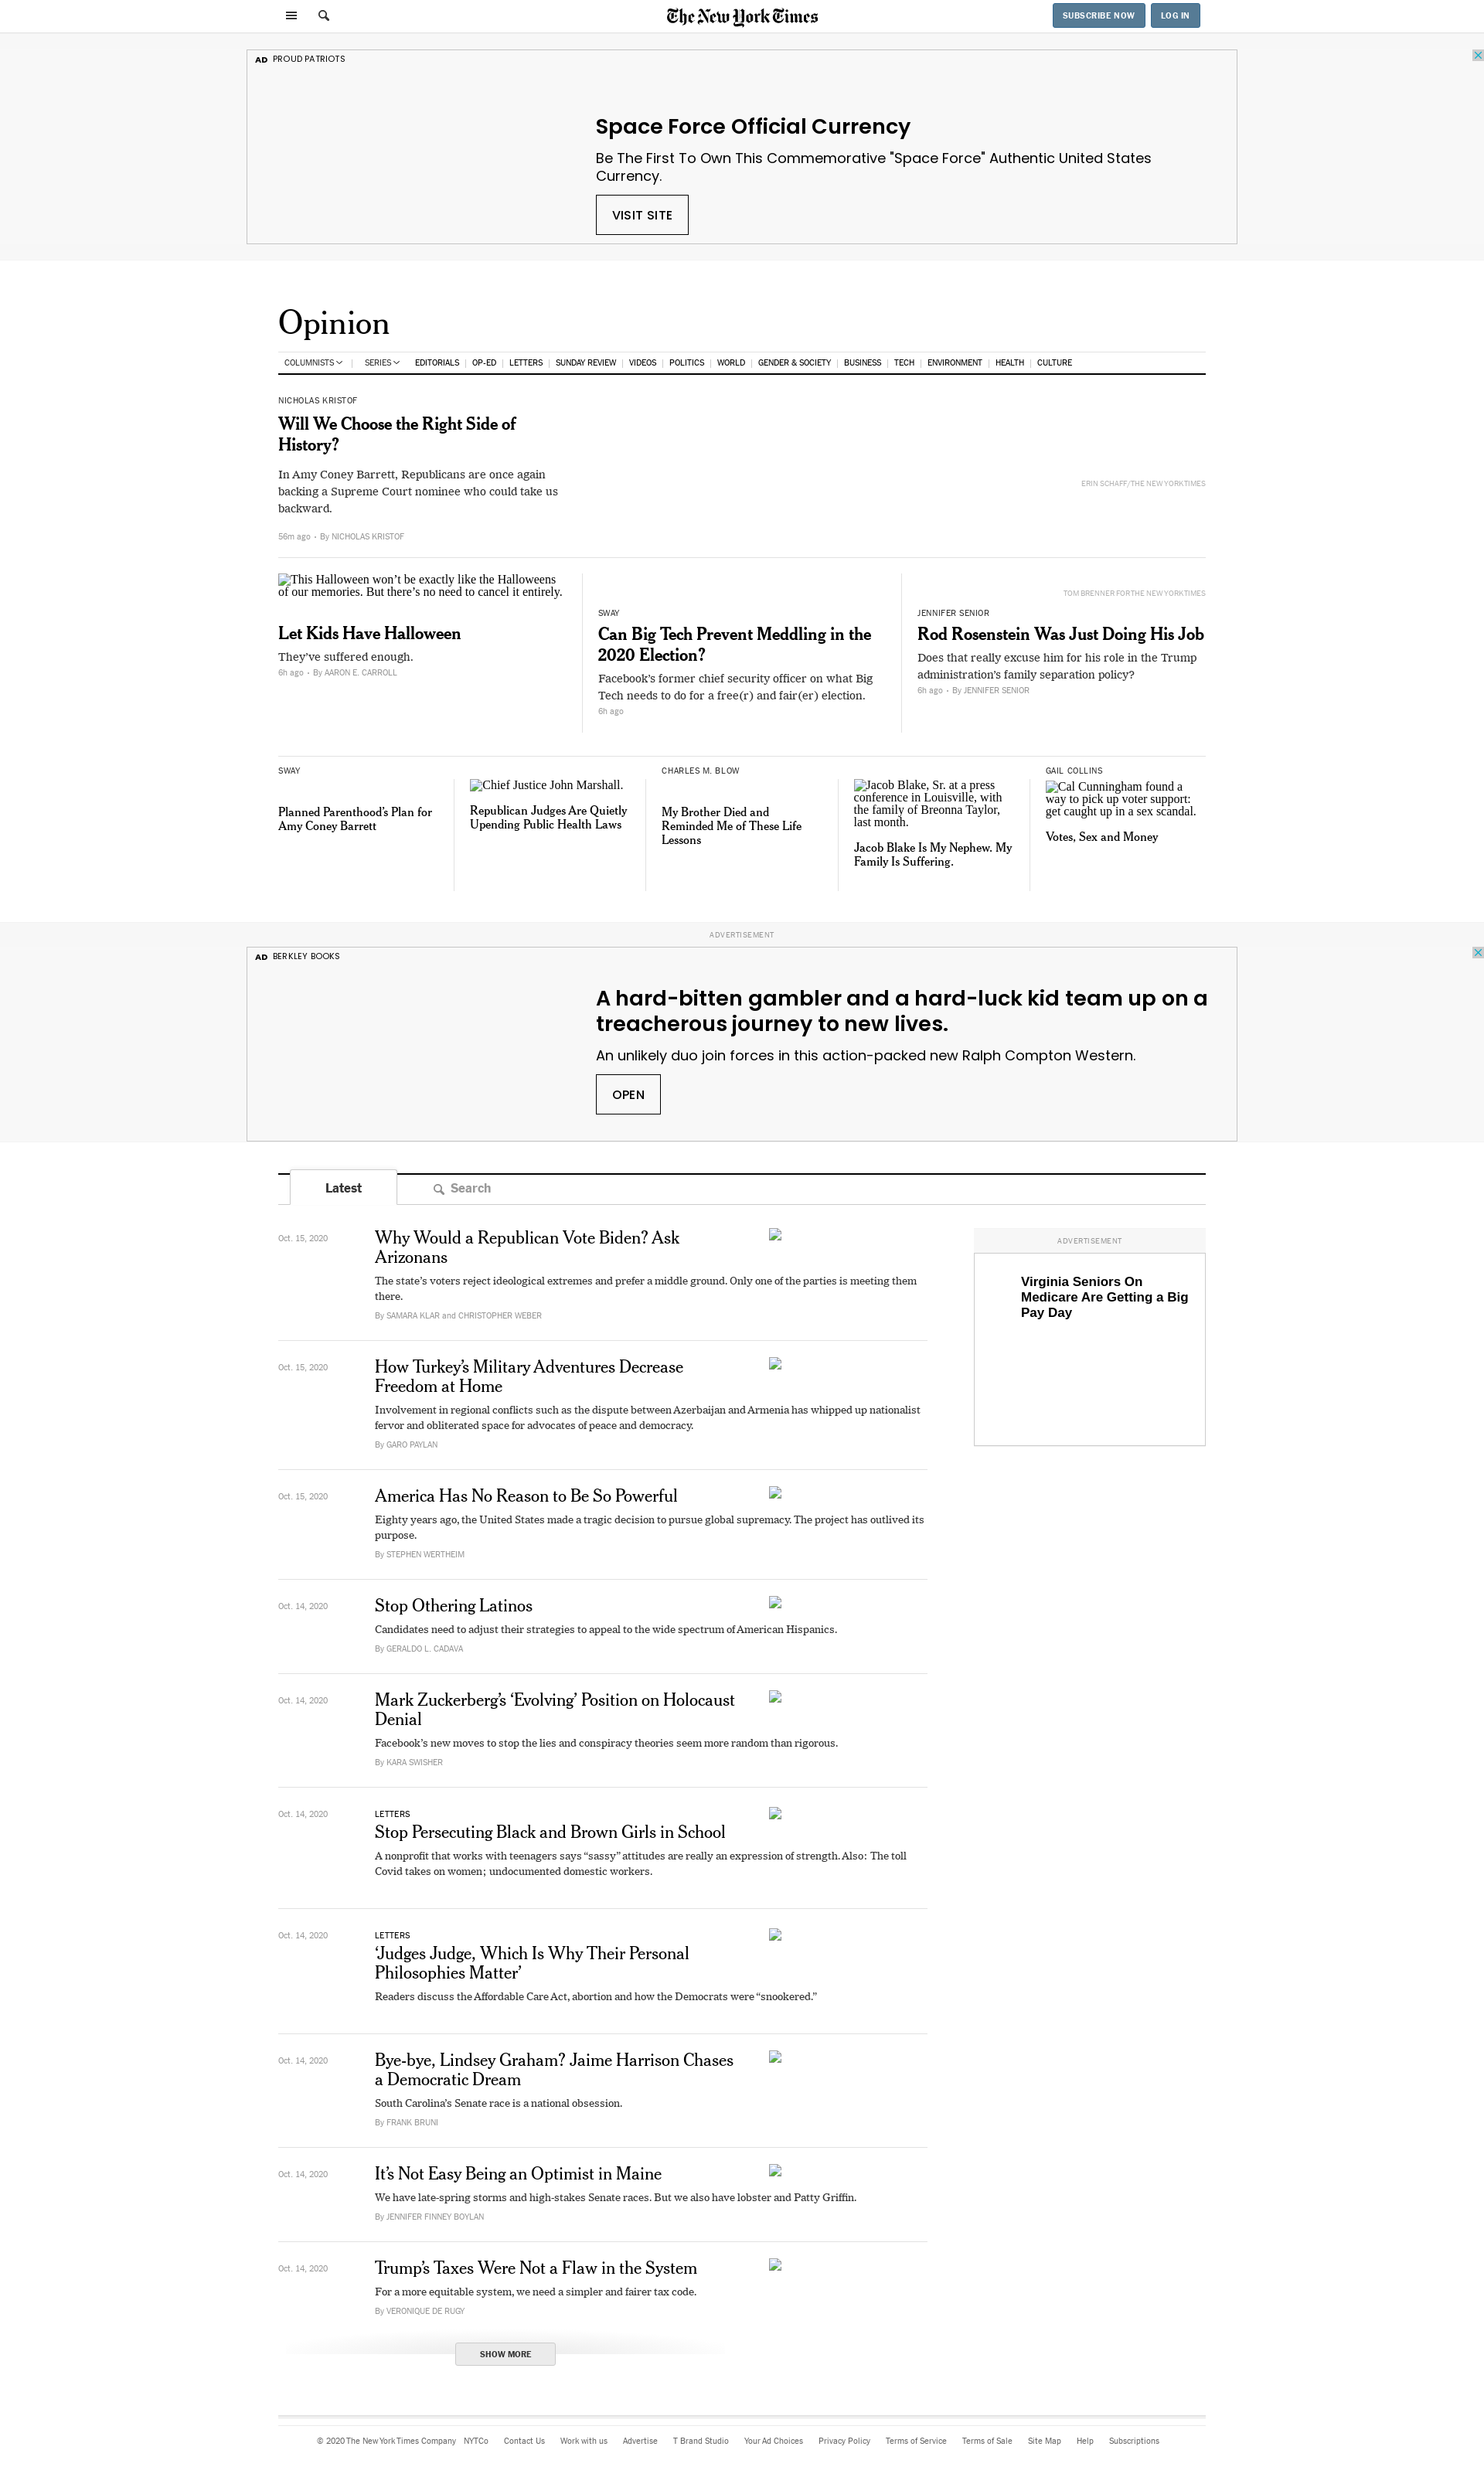 The New York Times
SUBSCRIBE NOW
LOG IN
AD PROUD PATRIOTS
Space Force Official Currency
Be The First To Own This Commemorative "Space Force" Authentic United States
Currency.
VISIT SITE
Opinion
COLUMNISTS SERIES EDITORIALS OP-ED LETTERS SUNDAY REVIEW VIDEOS POLITICS WORLD GENDER & SOCIETY BUSINESS TECH ENVIRONMENT HEALTH CULTURE
NICHOLAS KRISTOF
Will We Choose the Right Side of
History?
In Amy Coney Barrett, Republicans are once again
backing a Supreme Court nominee who could take us
backward.
56m ago • By NICHOLAS KRISTOF
ERIN SCHAFF/THE NEW YORK TIMES
This Halloween won’t be exactly like the Halloweens
of our memories. But there’s no need to cancel it entirely.
Let Kids Have Halloween
They’ve suffered enough.
6h ago • By AARON E. CARROLL
SWAY
Can Big Tech Prevent Meddling in the
2020 Election?
Facebook’s former chief security officer on what Big
Tech needs to do for a free(r) and fair(er) election.
6h ago
TOM BRENNER FOR THE NEW YORK TIMES
JENNIFER SENIOR
Rod Rosenstein Was Just Doing His Job
Does that really excuse him for his role in the Trump
administration’s family separation policy?
6h ago • By JENNIFER SENIOR
SWAY
Planned Parenthood’s Plan for
Amy Coney Barrett
Chief Justice John Marshall.
Republican Judges Are Quietly
Upending Public Health Laws
CHARLES M. BLOW
My Brother Died and
Reminded Me of These Life
Lessons
Jacob Blake, Sr. at a press
conference in Louisville, with
the family of Breonna Taylor,
last month.
Jacob Blake Is My Nephew. My
Family Is Suffering.
GAIL COLLINS
Cal Cunningham found a
way to pick up voter support:
get caught up in a sex scandal.
Votes, Sex and Money
ADVERTISEMENT
AD BERKLEY BOOKS
A hard-bitten gambler and a hard-luck kid team up on a
treacherous journey to new lives.
An unlikely duo join forces in this action-packed new Ralph Compton Western.
OPEN
Latest
Search
Oct. 15, 2020
Why Would a Republican Vote Biden? Ask
Arizonans
The state’s voters reject ideological extremes and prefer a middle ground. Only one of the parties is meeting them
there.
By SAMARA KLAR and CHRISTOPHER WEBER
ADVERTISEMENT
Virginia Seniors On
Medicare Are Getting a Big
Pay Day
Oct. 15, 2020
How Turkey’s Military Adventures Decrease
Freedom at Home
Involvement in regional conflicts such as the dispute between Azerbaijan and Armenia has whipped up nationalist
fervor and obliterated space for advocates of peace and democracy.
By GARO PAYLAN
Oct. 15, 2020
America Has No Reason to Be So Powerful
Eighty years ago, the United States made a tragic decision to pursue global supremacy. The project has outlived its
purpose.
By STEPHEN WERTHEIM
Oct. 14, 2020
Stop Othering Latinos
Candidates need to adjust their strategies to appeal to the wide spectrum of American Hispanics.
By GERALDO L. CADAVA
Oct. 14, 2020
Mark Zuckerberg’s ‘Evolving’ Position on Holocaust
Denial
Facebook’s new moves to stop the lies and conspiracy theories seem more random than rigorous.
By KARA SWISHER
Oct. 14, 2020
LETTERS
Stop Persecuting Black and Brown Girls in School
A nonprofit that works with teenagers says “sassy” attitudes are really an expression of strength. Also: The toll
Covid takes on women; undocumented domestic workers.
Oct. 14, 2020
LETTERS
‘Judges Judge, Which Is Why Their Personal
Philosophies Matter’
Readers discuss the Affordable Care Act, abortion and how the Democrats were “snookered.”
Oct. 14, 2020
Bye-bye, Lindsey Graham? Jaime Harrison Chases
a Democratic Dream
South Carolina’s Senate race is a national obsession.
By FRANK BRUNI
Oct. 14, 2020
It’s Not Easy Being an Optimist in Maine
We have late-spring storms and high-stakes Senate races. But we also have lobster and Patty Griffin.
By JENNIFER FINNEY BOYLAN
Oct. 14, 2020
Trump’s Taxes Were Not a Flaw in the System
For a more equitable system, we need a simpler and fairer tax code.
By VERONIQUE DE RUGY
SHOW MORE
© 2020 The New York Times Company NYTCo Contact Us Work with us Advertise T Brand Studio Your Ad Choices Privacy Policy Terms of Service Terms of Sale Site Map Help Subscriptions